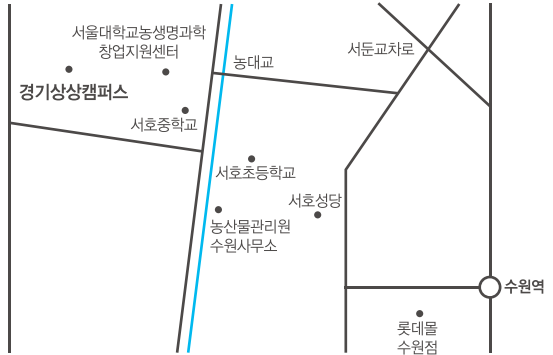 서울대학교농생명과학
창업지원센터
경기상상캠퍼스
서호중학교
농대교
서둔교차로
서호초등학교
서호성당
농산물관리원
수원사무소
수원역
롯데몰
수원점